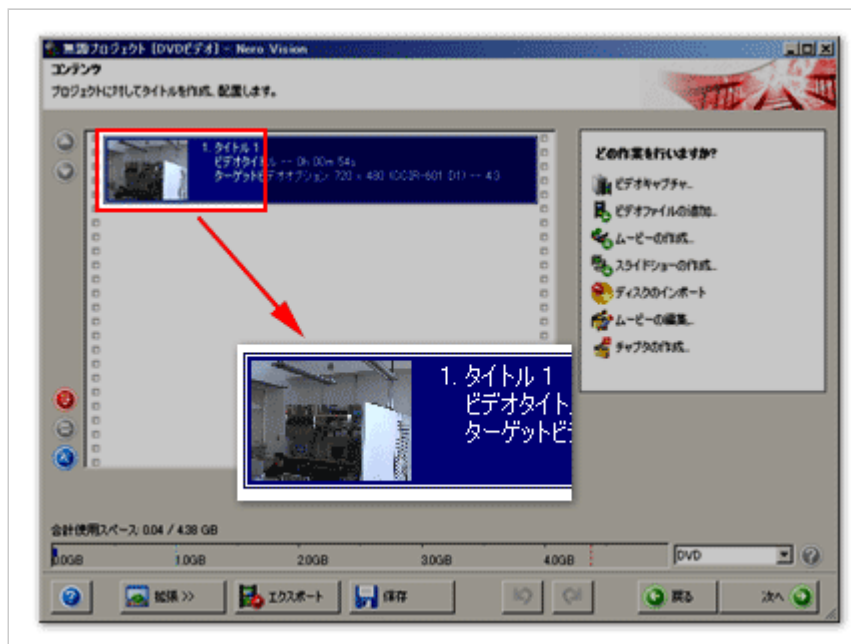 無題プロジェクト [DVDビデオ] - Nero Vision
コンテンツ
プロジェクトに対してタイトルを作成、配置します。
1. タイトル 1
ビデオタイトル -- 0h 00m 54s
ターゲットビデオオプション 720 x 480 (CCIR-601 D1) -- 4:3
どの作業を行いますか?
ビデオキャプチャ...
ビデオファイルの追加...
ムービーの作成...
スライドショーの作成...
ディスクのインポート
ムービーの編集...
チャプタの作成...
1. タイトル 1
ビデオタイト
ターゲットビ
合計使用スペース: 0.04 / 4.38 GB
0.0GB 1.0GB 2.0GB 3.0GB 4.0GB DVD
拡張 >> エクスポート 保存 戻る 次へ